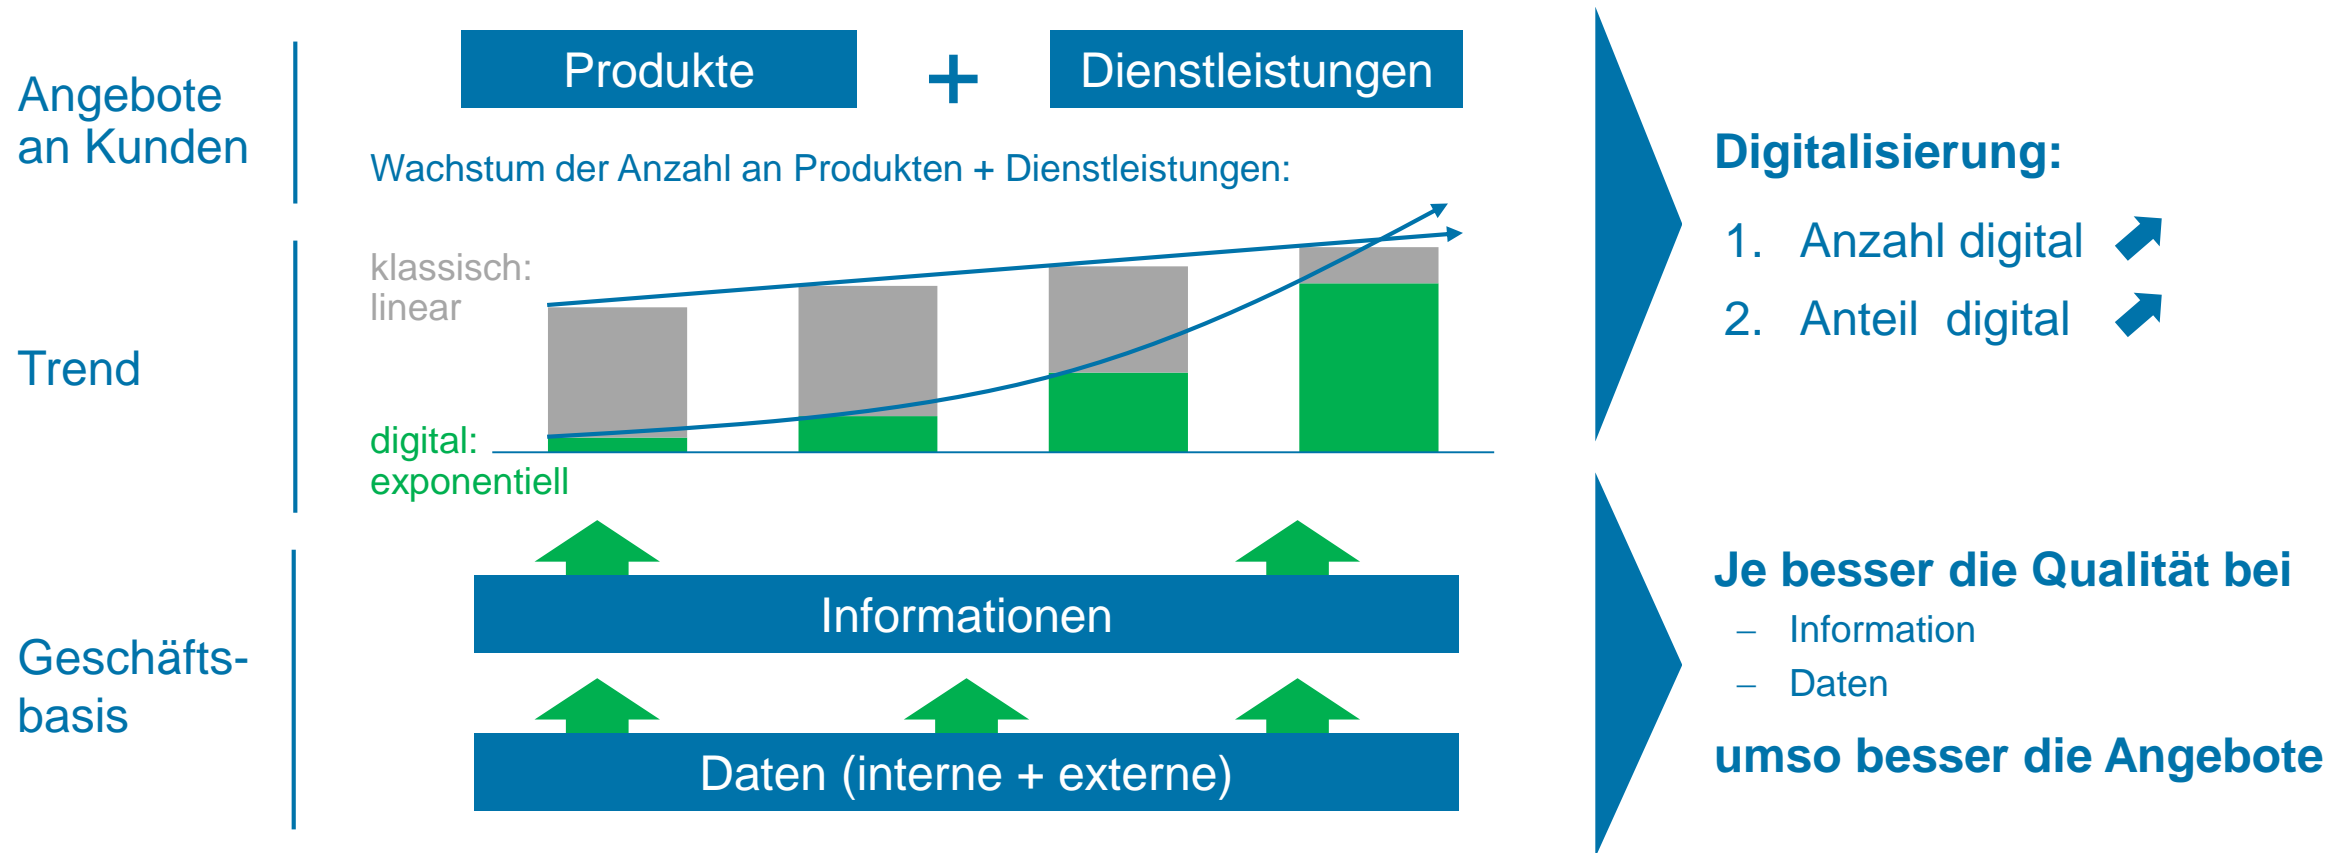 Angebote
an Kunden
Produkte
+
Dienstleistungen
Wachstum der Anzahl an Produkten + Dienstleistungen:
Trend
klassisch:
linear
digital:
exponentiell
Geschäfts-
basis
Informationen
Daten (interne + externe)
Digitalisierung:
1. Anzahl digital
2. Anteil digital
Je besser die Qualität bei
– Information
– Daten
umso besser die Angebote